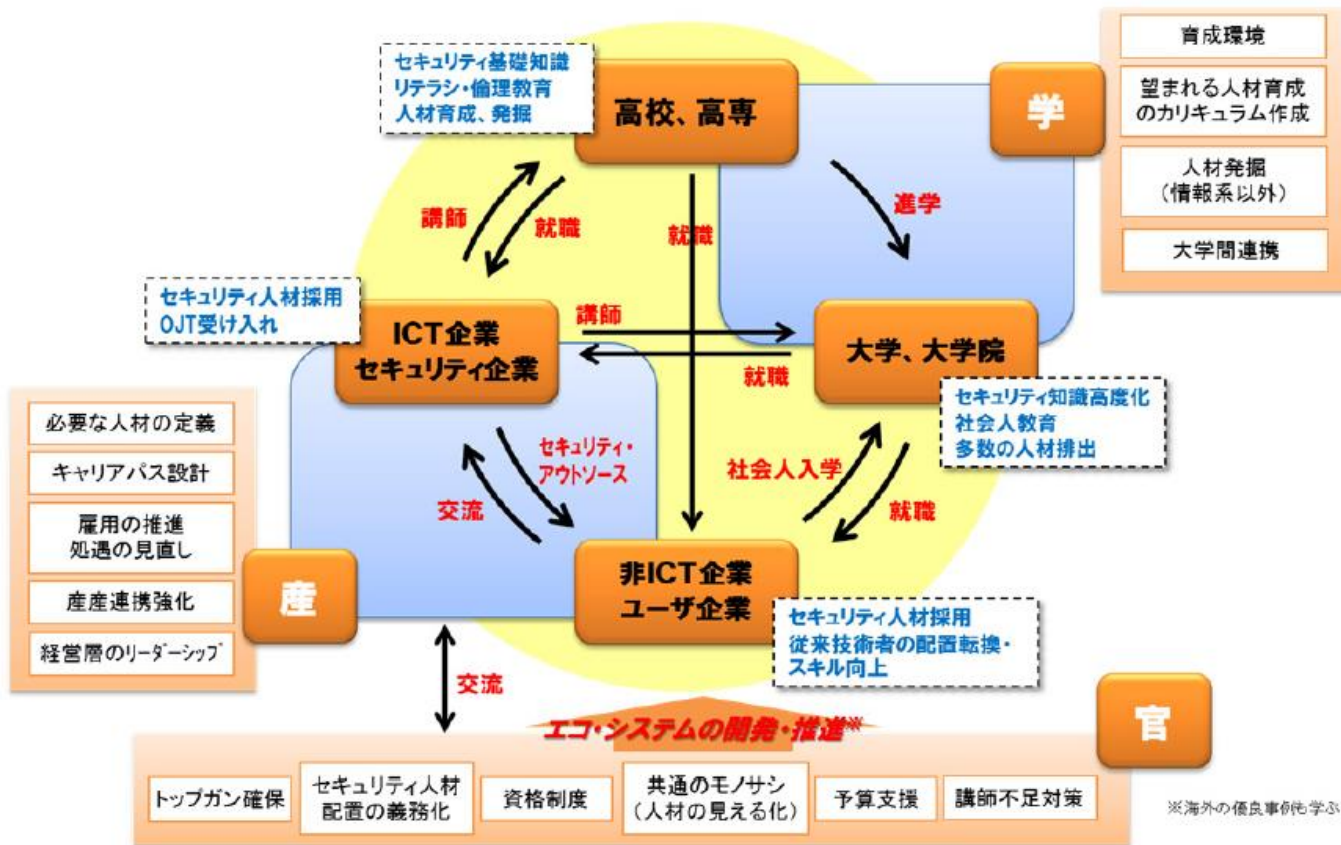 セキュリティ基礎知識
リテラシ・倫理教育
人材育成、発掘
高校、高専
学
育成環境
望まれる人材育成
のカリキュラム作成
人材発掘
（情報系以外）
大学間連携
講師
就職
就職
進学
セキュリティ人材採用
OJT受け入れ
ICT企業
セキュリティ企業
講師
就職
大学、大学院
セキュリティ知識高度化
社会人教育
多数の人材排出
必要な人材の定義
キャリアパス設計
雇用の推進
処遇の見直し
産産連携強化
経営層のリーダーシップ
産
セキュリティ・
アウトソース
交流
社会人入学
就職
非ICT企業
ユーザ企業
セキュリティ人材採用
従来技術者の配置転換・
スキル向上
交流
エコ・システムの開発・推進※
官
トップガン確保
セキュリティ人材
配置の義務化
資格制度
共通のモノサシ
（人材の見える化）
予算支援
講師不足対策
※海外の優良事例も学ぶ